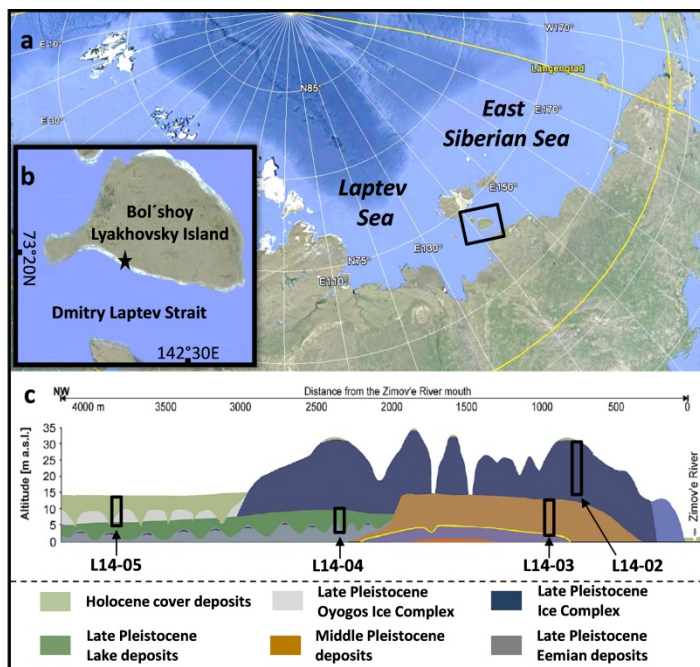 a
E 10°
E 30°
N85°
W170°
Längengrad
E170°
East
Siberian Sea
Laptev
Sea
E150°
E130°
N75°
E110°
b
Bol´shoy
Lyakhovsky Island
73°20N
Dmitry Laptev Strait
142°30E
c
NW
Distance from the Zimov'e River mouth
4000 m
3500
3000
2500
2000
1500
1000
500
0
Altitude [m a.s.l.]
35
30
25
20
15
10
5
0
Zimov'e River
L14-05
L14-04
L14-03
L14-02
Holocene cover deposits
Late Pleistocene
Oyogos Ice Complex
Late Pleistocene
Ice Complex
Late Pleistocene
Lake deposits
Middle Pleistocene
deposits
Late Pleistocene
Eemian deposits